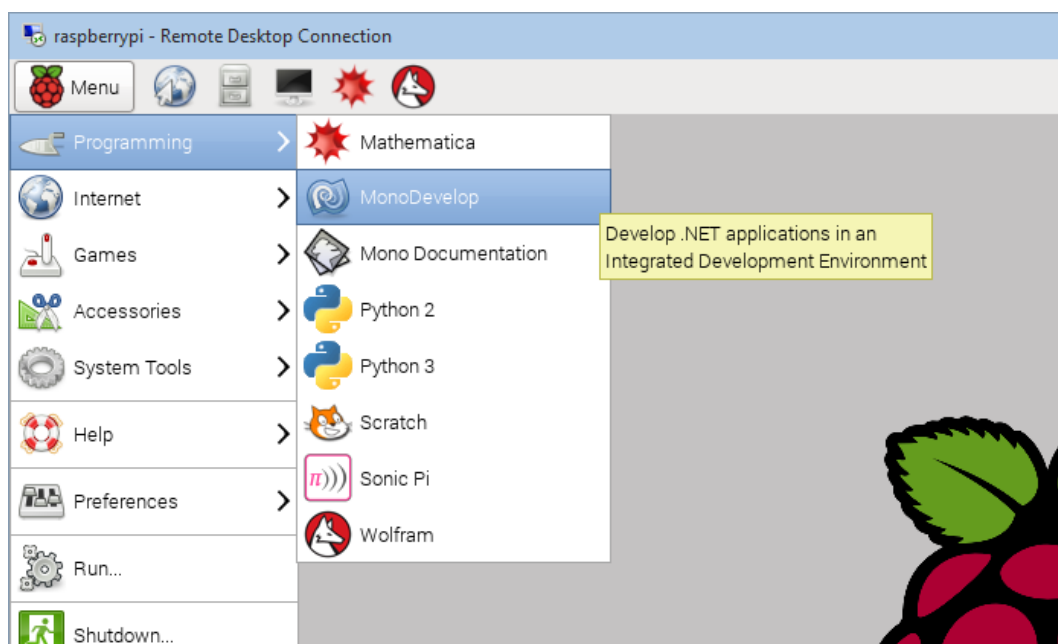 raspberrypi - Remote Desktop Connection
Menu
Programming
Internet
Games
Accessories
System Tools
Help
Preferences
Run...
Shutdown...
Mathematica
MonoDevelop
Mono Documentation
Python 2
Python 3
Scratch
π))) Sonic Pi
Wolfram
Develop .NET applications in an
Integrated Development Environment